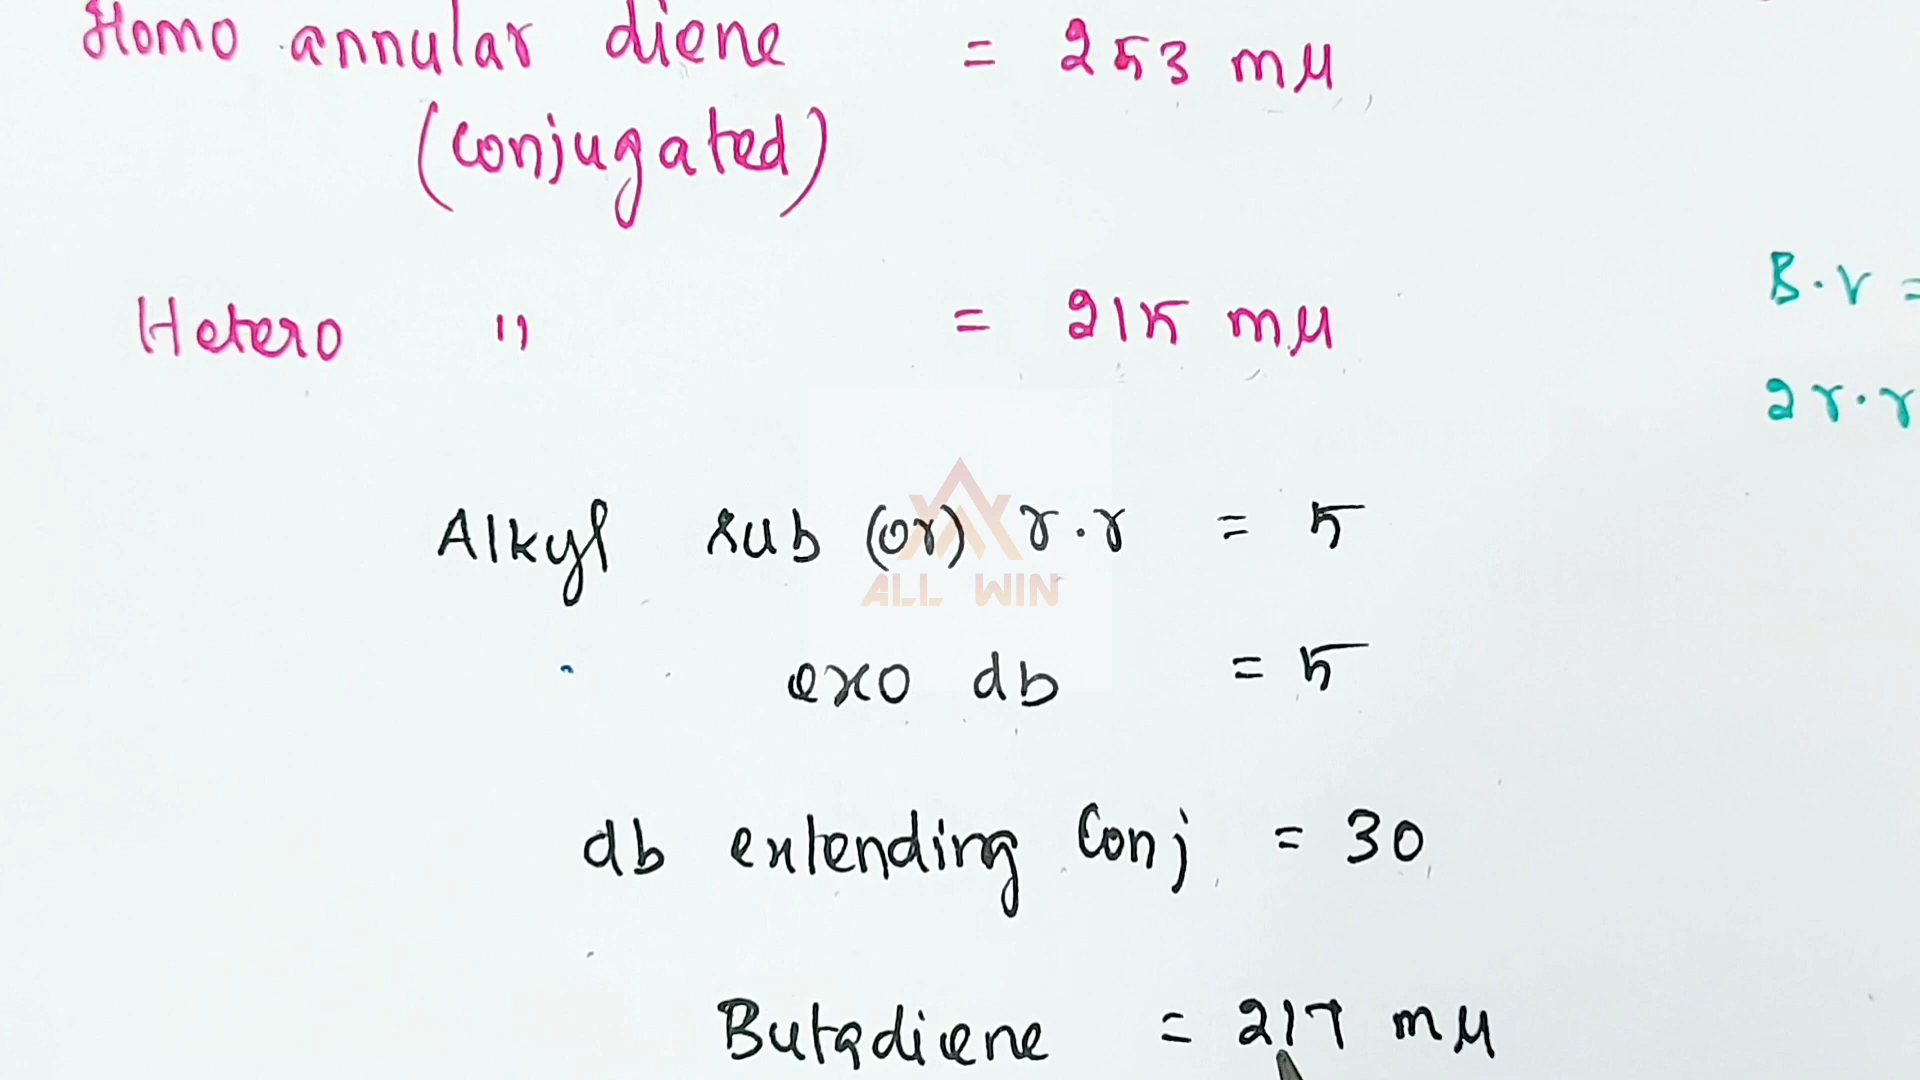 Homo annular diene = 253 mμ
(conjugated)
Hetero " = 215 mμ
B.V =
2 r.r
Alkyl sub (or) r.r = 5
ALL WIN
exo db = 5
db extending Conj = 30
Butadiene = 217 mμ